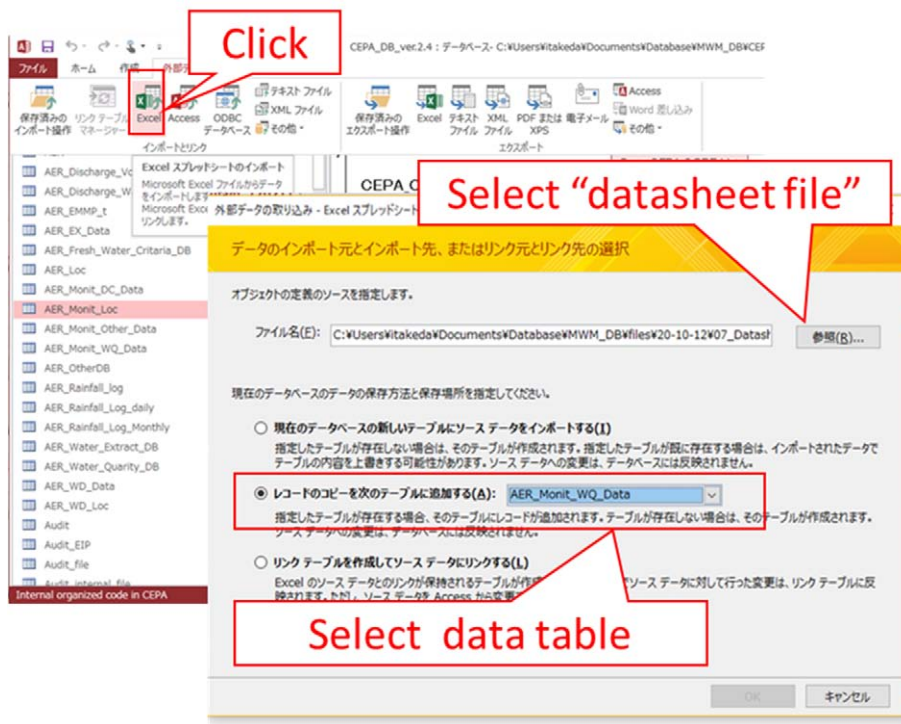 Click
CEPA_DB_ver.2.4 : データベース- C:¥Users¥itakeda¥Documents¥Database¥MWM_DB¥CEF
ファイル ホーム 作成 外部デ
保存済みの インポート操作
リンク テーブル マネージャー
Excel
Access
ODBC データベース
テキスト ファイル
XML ファイル
その他
保存済みの エクスポート操作
Excel
テキスト ファイル
XML ファイル
PDF または XPS
電子メール
Access
Word 差し込み
その他
インポートとリンク
エクスポート
Excel スプレッドシートのインポート
Microsoft Excel ファイルからデータ
をインポートします
Microsoft Exce
リンクします。
CEPA_C
Select “datasheet file”
AER_Discharge_Vo
AER_Discharge_W
AER_EMMP_t
AER_EX_Data
AER_Fresh_Water_Critaria_DB
AER_Loc
AER_Monit_DC_Data
AER_Monit_Loc
AER_Monit_Other_Data
AER_Monit_WQ_Data
AER_OtherDB
AER_Rainfall_log
AER_Rainfall_Log_daily
AER_Rainfall_Log_Monthly
AER_Water_Extract_DB
AER_Water_Quarity_DB
AER_WD_Data
AER_WD_Loc
Audit
Audit_EIP
Audit_file
Audit_internal_file
Internal organized code in CEPA
外部データの取り込み - Excel スプレッドシート
データのインポート元とインポート先、またはリンク元とリンク先の選択
オブジェクトの定義のソースを指定します。
ファイル名(F): C:¥Users¥itakeda¥Documents¥Database¥MWM_DB¥files¥20-10-12¥07_Datash 参照(R)...
現在のデータベースのデータの保存方法と保存場所を指定してください。
現在のデータベースの新しいテーブルにソース データをインポートする(I)
指定したテーブルが存在しない場合は、そのテーブルが作成されます。指定したテーブルが既に存在する場合は、インポートされたデータで
テーブルの内容を上書きする可能性があります。ソース データへの変更は、データベースには反映されません。
レコードのコピーを次のテーブルに追加する(A): AER_Monit_WQ_Data
指定したテーブルが存在する場合、そのテーブルにレコードが追加されます。テーブルが存在しない場合は、そのテーブルが作成されます。
ソース データへの変更は、データベースには反映されません。
リンク テーブルを作成してソース データにリンクする(L)
Excel のソース データとのリンクが保持されるテーブルが作成 ソース データに対して行った変更は、リンク テーブルに反
映されます。ただし、ソース データを Access から変更
Select data table
OK キャンセル